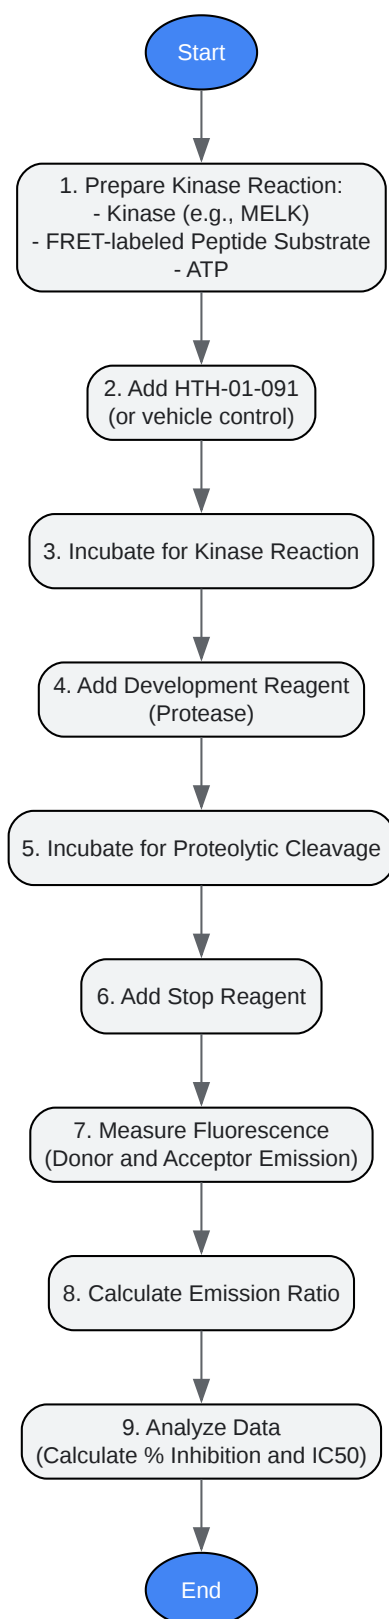 Start
1. Prepare Kinase Reaction:
- Kinase (e.g., MELK)
- FRET-labeled Peptide Substrate
- ATP
2. Add HTH-01-091
(or vehicle control)
3. Incubate for Kinase Reaction
4. Add Development Reagent
(Protease)
5. Incubate for Proteolytic Cleavage
6. Add Stop Reagent
7. Measure Fluorescence
(Donor and Acceptor Emission)
8. Calculate Emission Ratio
9. Analyze Data
(Calculate % Inhibition and IC50)
End